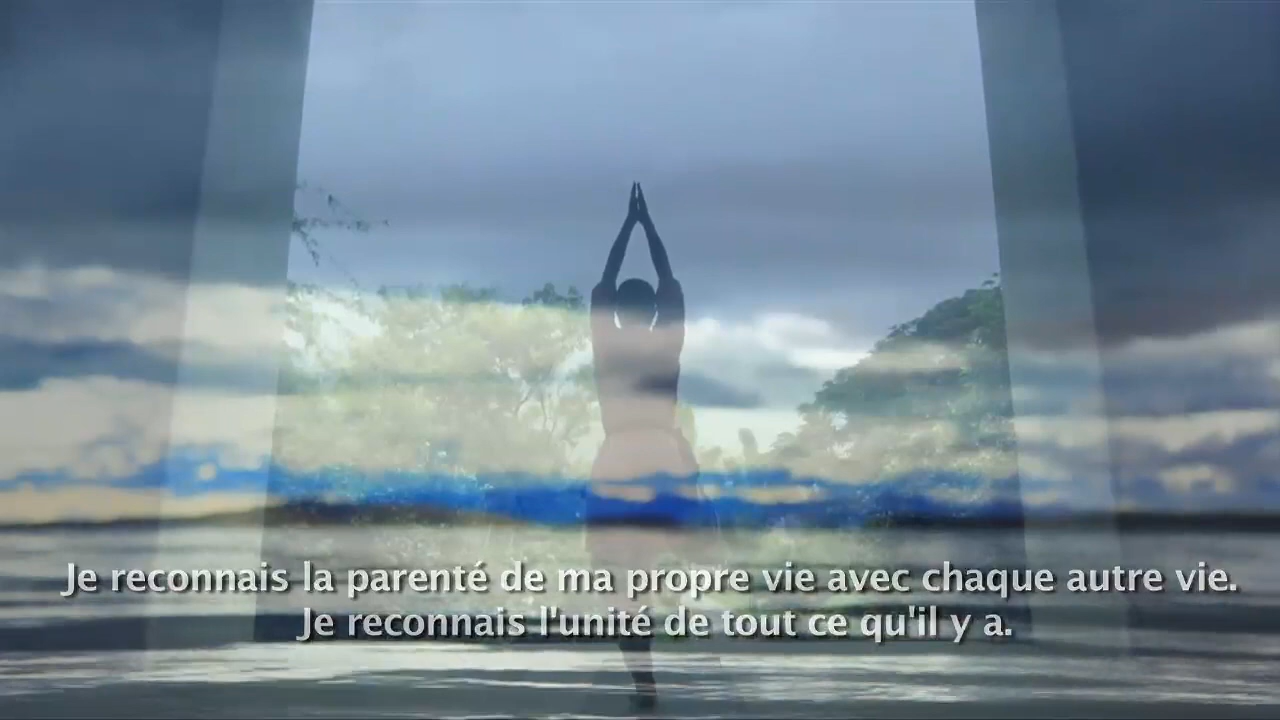 Je reconnais la parenté de ma propre vie avec chaque autre vie.
Je reconnais l'unité de tout ce qu'il y a.